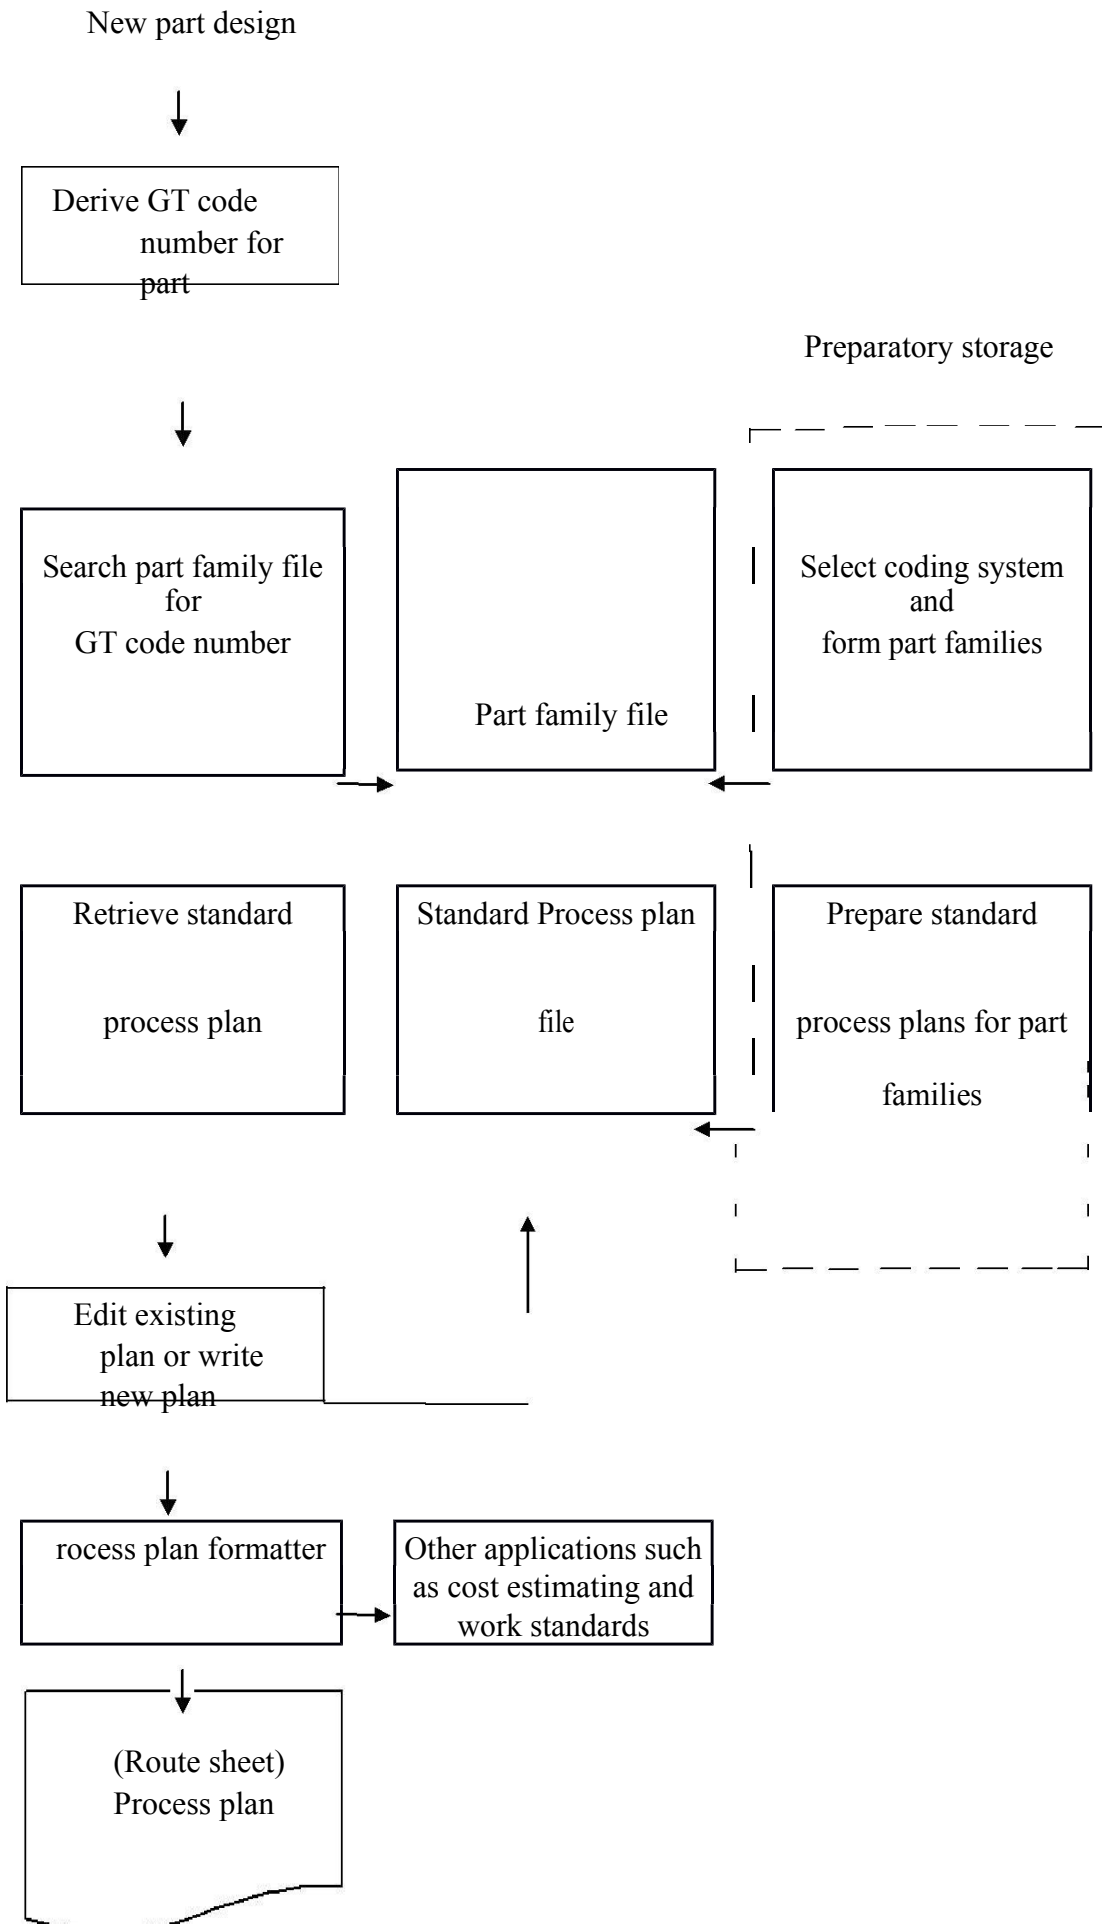 New part design
Derive GT code
number for
part
Preparatory storage
Search part family file
for
GT code number
Part family file
Select coding system
and
form part families
Retrieve standard
process plan
Standard Process plan
file
Prepare standard
process plans for part
families
Edit existing
plan or write
new plan
rocess plan formatter
Other applications such
as cost estimating and
work standards
(Route sheet)
Process plan